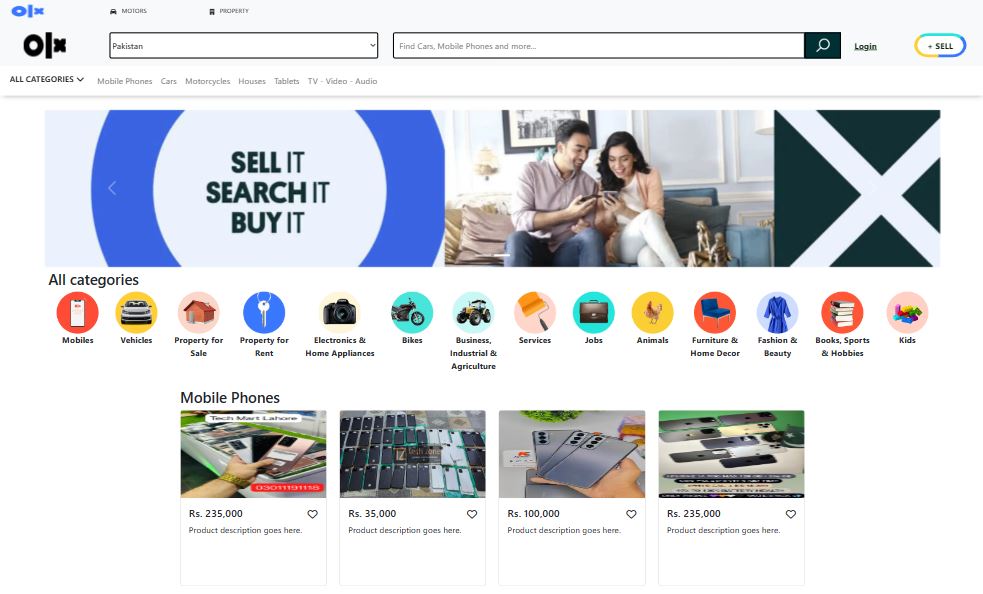 olx
MOTORS
PROPERTY
olx
Pakistan
Find Cars, Mobile Phones and more...
Login
+ SELL
ALL CATEGORIES
Mobile Phones
Cars
Motorcycles
Houses
Tablets
TV - Video - Audio
SELL IT
SEARCH IT
BUY IT
All categories
Mobiles
Vehicles
Property for
Sale
Property for
Rent
Electronics &
Home Appliances
Bikes
Business,
Industrial &
Agriculture
Services
Jobs
Animals
Furniture &
Home Decor
Fashion &
Beauty
Books, Sports
& Hobbies
Kids
Mobile Phones
Tech Mart Lahore
03011191118
Rs. 235,000
Product description goes here.
Rs. 35,000
Product description goes here.
Rs. 100,000
Product description goes here.
Rs. 235,000
Product description goes here.